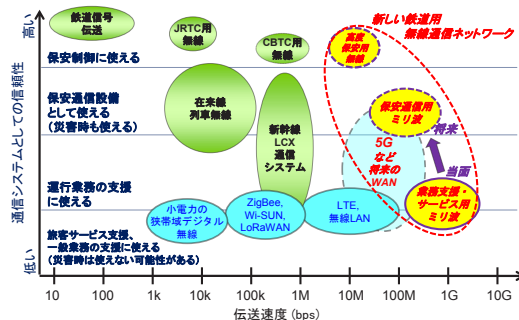 高い
通信システムとしての信頼性
低い
鉄道信号
伝送
JRTC用
無線
CBTC用
無線
高度
保安用
無線
新しい鉄道用
無線通信ネットワーク
保安制御に使える
保安通信設備
として使える
(災害時も使える)
在来線
列車無線
新幹線
LCX
通信
システム
保安通信用
ミリ波
将来
5G
など
将来の
WAN
当面
運行業務の支援
に使える
業務支援・
サービス用
ミリ波
小電力の
狭帯域デジタル
無線
ZigBee,
Wi-SUN,
LoRaWAN
LTE,
無線LAN
旅客サービス支援、
一般業務の支援に使える
(災害時は使えない可能性がある)
10
100
1k
10k
100k
1M
10M
100M
1G
10G
伝送速度 (bps)